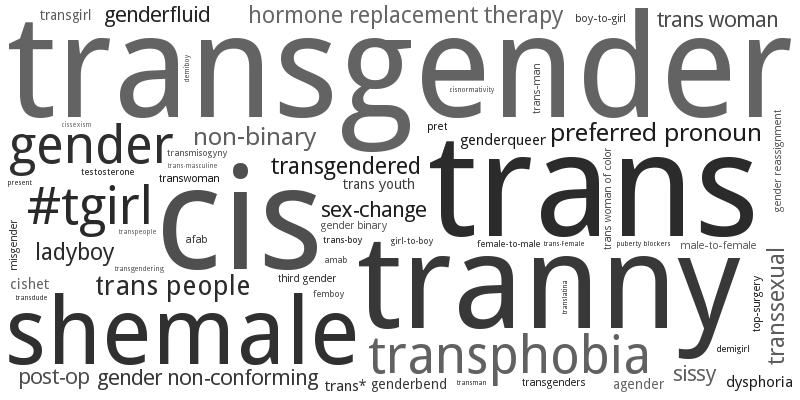 transgirl
genderfluid
hormone replacement therapy
boy-to-girl
trans woman
transgender
demiboy
cisnormativity
trans-man
cissexism
gender
non-binary
pret
genderqueer
preferred pronoun
gender reassignment
transmisogyny
trans-masculine
testosterone
transwoman
present
transgendered
trans youth
trans
trans woman of color
#tgirl
cis
sex-change
gender binary
misgender
transpeople
afab
trans-boy
girl-to-boy
female-to-male
trans-female
puberty blockers
male-to-female
ladyboy
amab
tranny
transsexual
transgendering
third gender
cishet
trans people
femboy
translatina
top-surgery
transdude
shemale
transphobia
demigirl
post-op
gender non-conforming
trans*
genderbend
transman
transgenders
agender
sissy
dysphoria